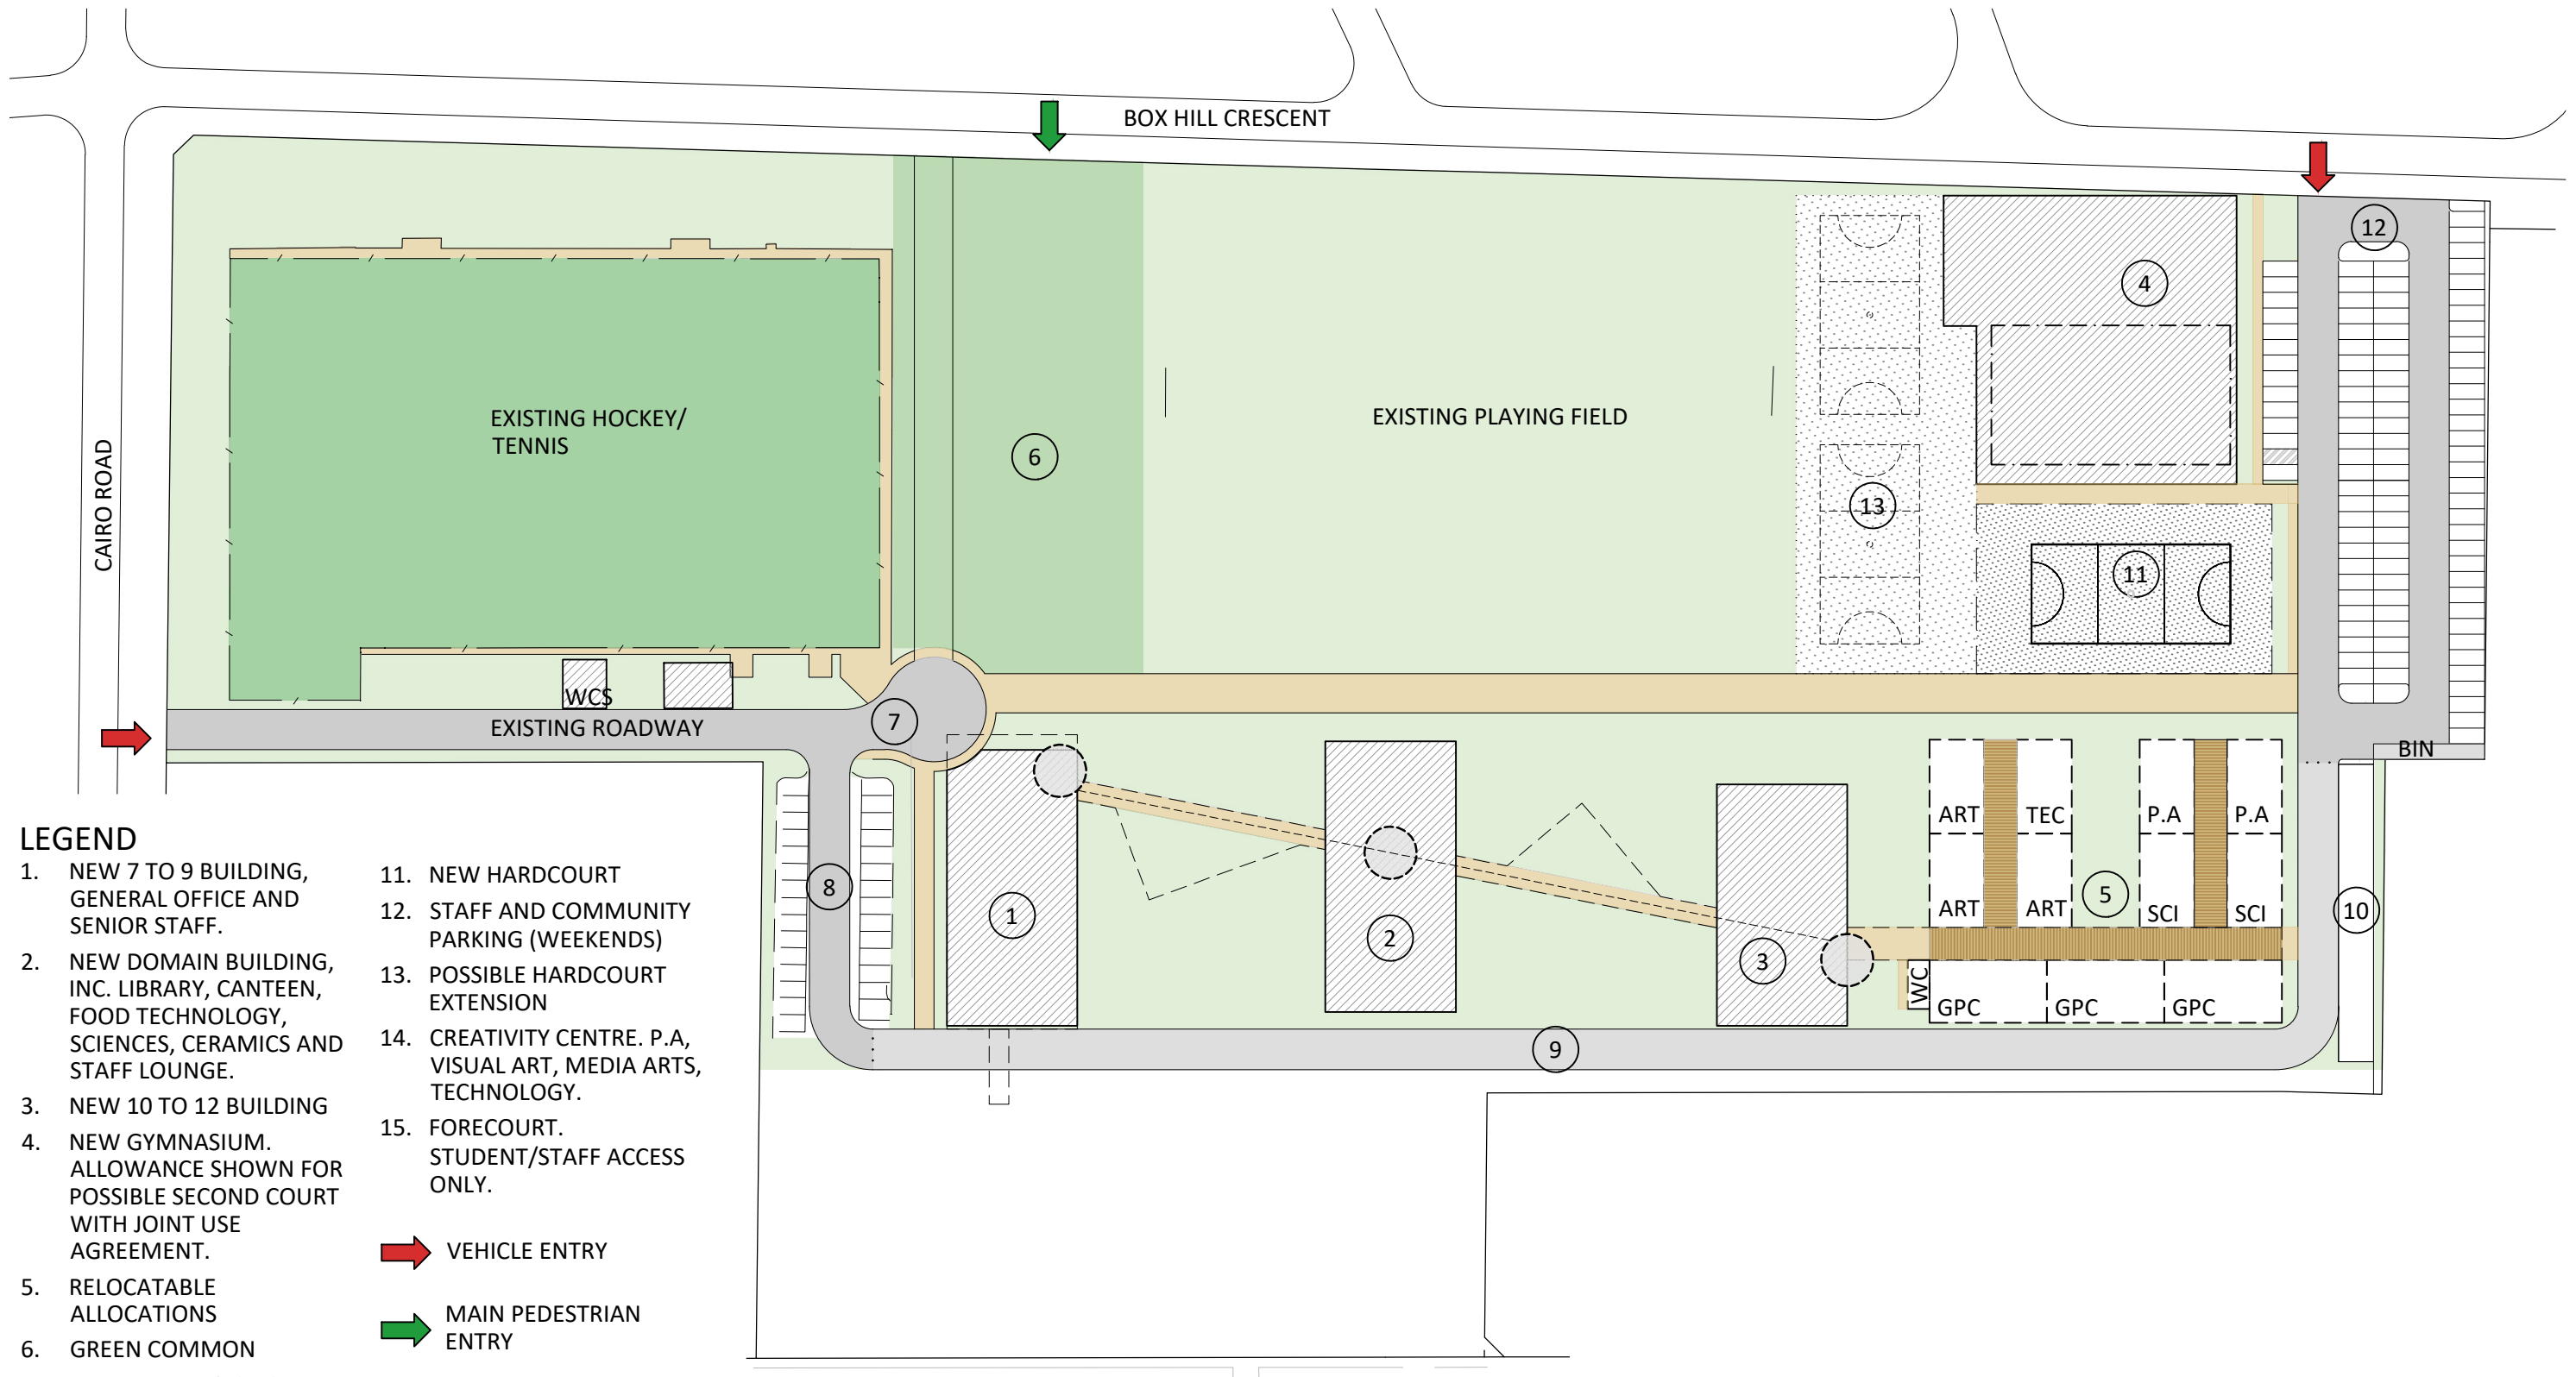 BOX HILL CRESCENT
12
4
EXISTING HOCKEY/
TENNIS
EXISTING PLAYING FIELD
6
CAIRO ROAD
13
11
WCS
EXISTING ROADWAY
7
BIN
ART
TEC
P.A
P.A
8
1
2
3
ART
ART
5
SCI
SCI
10
WC
GPC
GPC
GPC
9
LEGEND
1. NEW 7 TO 9 BUILDING,
GENERAL OFFICE AND
SENIOR STAFF.
2. NEW DOMAIN BUILDING,
INC. LIBRARY, CANTEEN,
FOOD TECHNOLOGY,
SCIENCES, CERAMICS AND
STAFF LOUNGE.
3. NEW 10 TO 12 BUILDING
4. NEW GYMNASIUM.
ALLOWANCE SHOWN FOR
POSSIBLE SECOND COURT
WITH JOINT USE
AGREEMENT.
5. RELOCATABLE
ALLOCATIONS
6. GREEN COMMON
11. NEW HARDCOURT
12. STAFF AND COMMUNITY
PARKING (WEEKENDS)
13. POSSIBLE HARDCOURT
EXTENSION
14. CREATIVITY CENTRE. P.A,
VISUAL ART, MEDIA ARTS,
TECHNOLOGY.
15. FORECOURT.
STUDENT/STAFF ACCESS
ONLY.
VEHICLE ENTRY
MAIN PEDESTRIAN
ENTRY